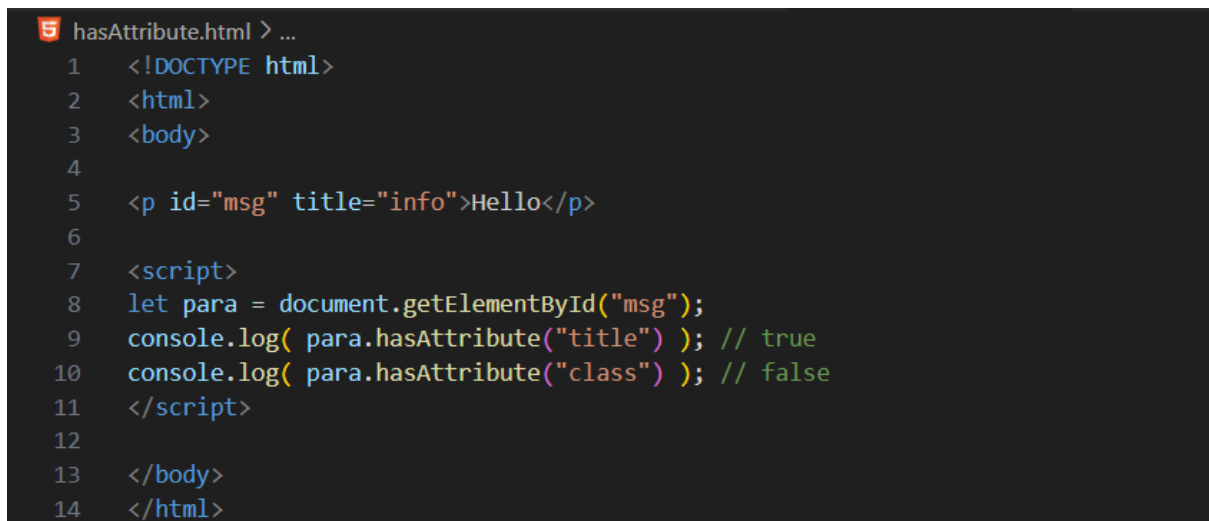 hasAttribute.html > ...
1 <!DOCTYPE html>
2 <html>
3 <body>
4
5 <p id="msg" title="info">Hello</p>
6
7 <script>
8 let para = document.getElementById("msg");
9 console.log( para.hasAttribute("title") ); // true
10 console.log( para.hasAttribute("class") ); // false
11 </script>
12
13 </body>
14 </html>